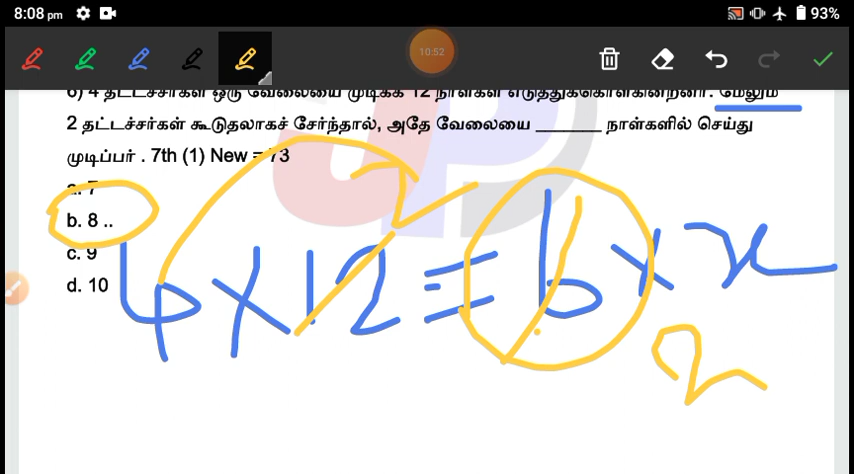 8:08 pm 93%
10:52
6) 4 தட்டச்சர்கள் ஒரு வேலையை முடிக்க 12 நாள்கள் எடுத்துக்கொள்கின்றனர். மேலும்
2 தட்டச்சர்கள் கூடுதலாகச் சேர்ந்தால், அதே வேலையை _______ நாள்களில் செய்து
முடிப்பர் . 7th (1) New - 73
a. 7
b. 8 ..
c. 9
d. 10
2
4 x 12 = 6 x x
2